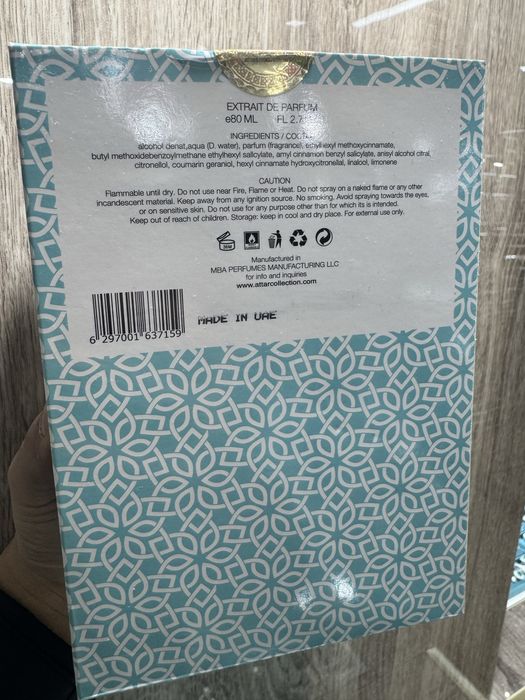 EXTRAIT DE PARFUM
e80 ML FL 2.7
INGREDIENTS /
alcohol denat,aqua (D. water), parfum (fragrance), ethylhexyl methoxycinnamate,
butyl methoxidebenzoylmethane ethylhexyl salicylate, amyl cinnamon benzyl salicylate, anisyl alcohol citral,
citronellol, coumarin geraniol, hexyl cinnamate hydroxycitronellal, linalool, limonene
CAUTION
Flammable until dry. Do not use near Fire, Flame or Heat. Do not spray on a naked flame or any other
incandescent material. Keep away from any ignition source. No smoking. Avoid spraying towards the eyes,
or on sensitive skin. Do not use for any purpose other than for which its is intended.
Keep out of reach of children. Storage: keep in cool and dry place. For external use only.
Manufactured in
MBA PERFUMES MANUFACTURING LLC
for info and inquiries
www.attarcollection.com
MADE IN UAE
6 297001 637159